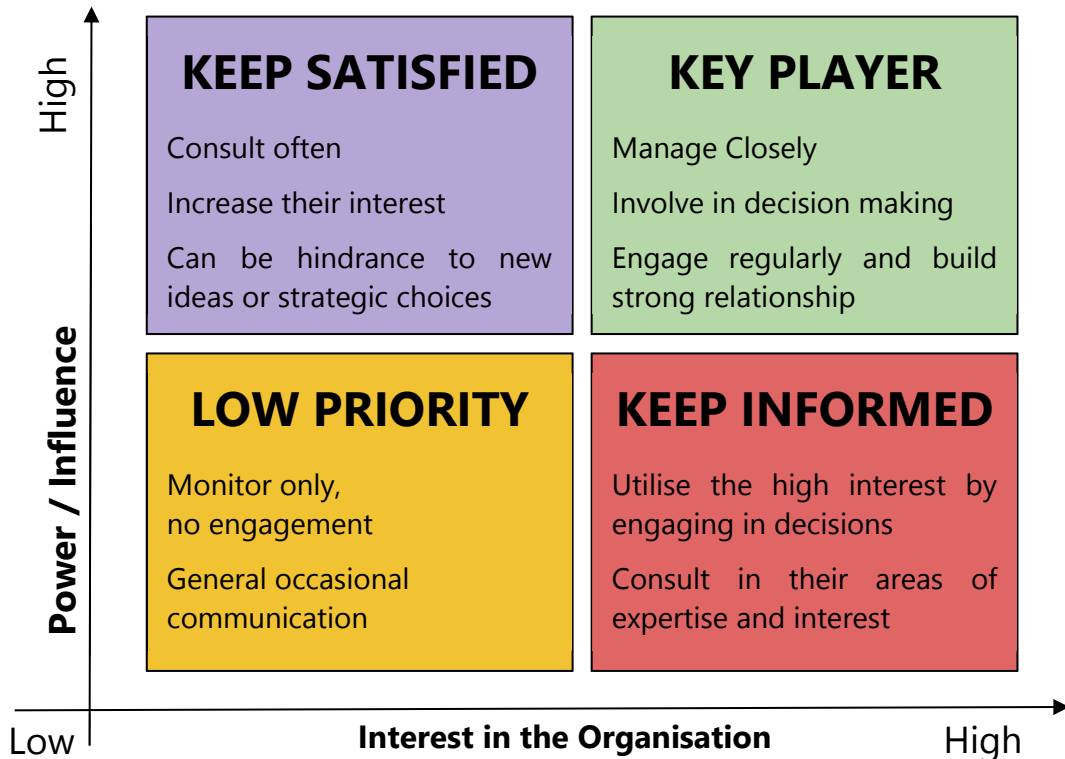 High
KEEP SATISFIED
Consult often
Increase their interest
Can be hindrance to new
ideas or strategic choices
KEY PLAYER
Manage Closely
Involve in decision making
Engage regularly and build
strong relationship
Power / Influence
LOW PRIORITY
Monitor only,
no engagement
General occasional
communication
KEEP INFORMED
Utilise the high interest by
engaging in decisions
Consult in their areas of
expertise and interest
Low
Interest in the Organisation
High